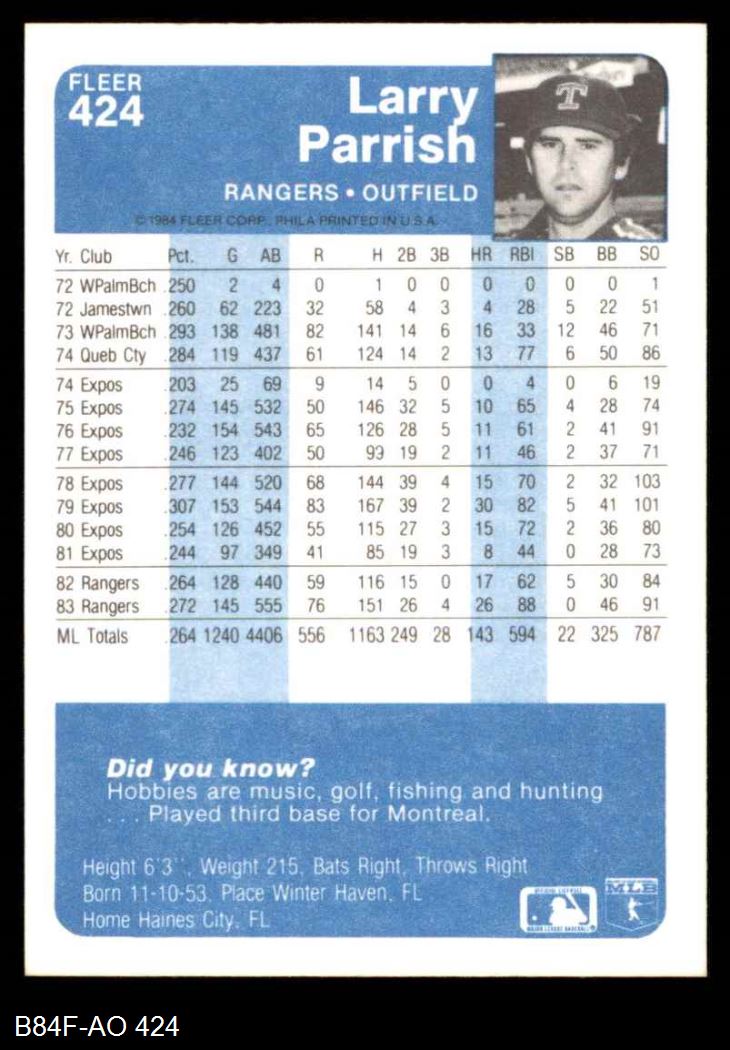 FLEER
424
Larry
Parrish
RANGERS • OUTFIELD
© 1984 FLEER CORP., PHILA PRINTED IN U.S.A.
T
Yr. Club Pct. G AB R H 2B 3B HR RBI SB BB SO
72 WPalmBch .250 2 4 0 1 0 0 0 0 0 0 1
72 Jamestwn .260 62 223 32 58 4 3 4 28 5 22 51
73 WPalmBch .293 138 481 82 141 14 6 16 33 12 46 71
74 Queb Cty .284 119 437 61 124 14 2 13 77 6 50 86
74 Expos .203 25 69 9 14 5 0 0 4 0 6 19
75 Expos .274 145 532 50 146 32 5 10 65 4 28 74
76 Expos .232 154 543 65 126 28 5 11 61 2 41 91
77 Expos .246 123 402 50 99 19 2 11 46 2 37 71
78 Expos .277 144 520 68 144 39 4 15 70 2 32 103
79 Expos .307 153 544 83 167 39 2 30 82 5 41 101
80 Expos .254 126 452 55 115 27 3 15 72 2 36 80
81 Expos .244 97 349 41 85 19 3 8 44 0 28 73
82 Rangers .264 128 440 59 116 15 0 17 62 5 30 84
83 Rangers .272 145 555 76 151 26 4 26 88 0 46 91
ML Totals .264 1240 4406 556 1163 249 28 143 594 22 325 787
Did you know?
Hobbies are music, golf, fishing and hunting
. . . Played third base for Montreal.
Height 6'3'', Weight 215, Bats Right, Throws Right
Born 11-10-53, Place Winter Haven, FL
Home Haines City, FL
MAJOR LEAGUE BASEBALL
MLB
B84F-AO 424